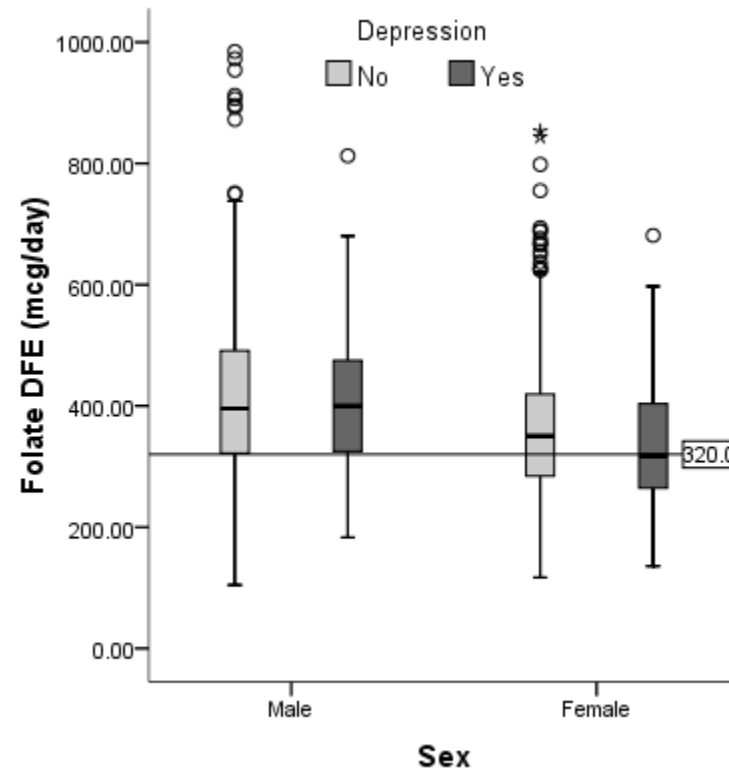 Depression
No
Yes
1000.00
800.00
600.00
400.00
200.00
0.00
Folate DFE (mcg/day)
320.0
Male
Female
Sex